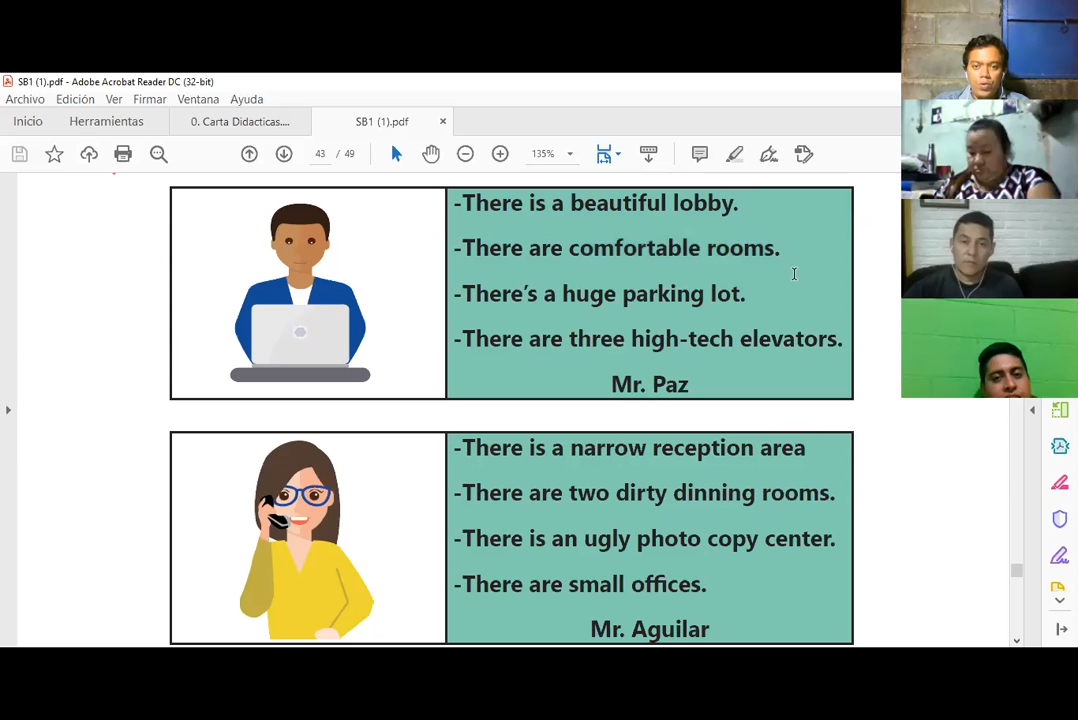 SB1 (1).pdf - Adobe Acrobat Reader DC (32-bit)
Archivo Edición Ver Firmar Ventana Ayuda
Inicio Herramientas 0. Carta Didacticas.... SB1 (1).pdf ×
43 / 49 135%
-There is a beautiful lobby.
-There are comfortable rooms.
-There's a huge parking lot.
-There are three high-tech elevators.
Mr. Paz
-There is a narrow reception area
-There are two dirty dinning rooms.
-There is an ugly photo copy center.
-There are small offices.
Mr. Aguilar